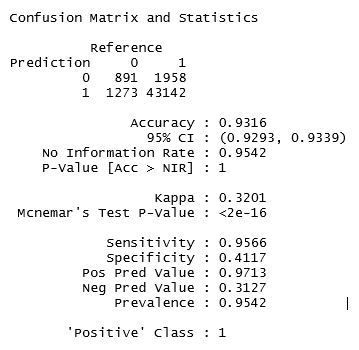 Confusion Matrix and Statistics
Reference
Prediction 0 1
0 891 1958
1 1273 43142
Accuracy : 0.9316
95% CI : (0.9293, 0.9339)
No Information Rate : 0.9542
P-Value [Acc > NIR] : 1
Kappa : 0.3201
Mcnemar's Test P-Value : <2e-16
Sensitivity : 0.9566
Specificity : 0.4117
Pos Pred Value : 0.9713
Neg Pred Value : 0.3127
Prevalence : 0.9542
'Positive' Class : 1